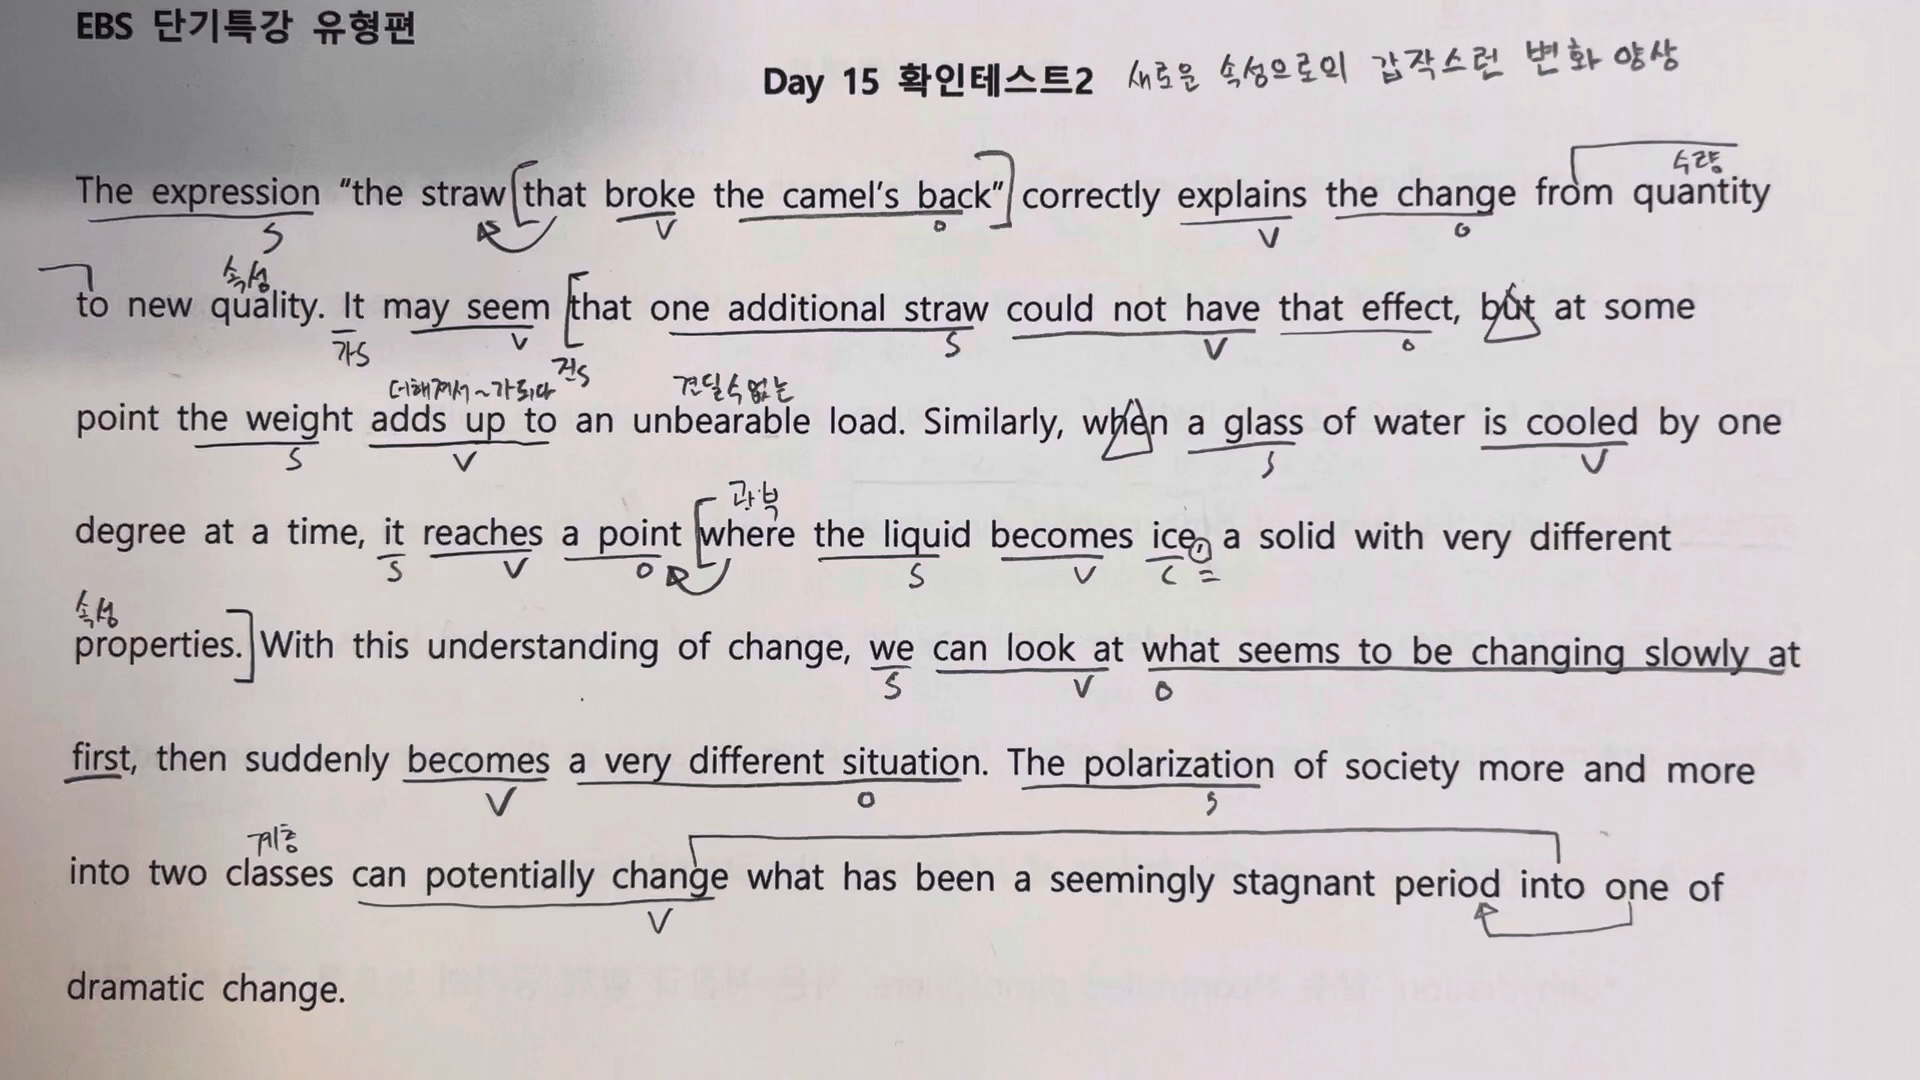 EBS 단기특강 유형편
Day 15 확인테스트2 새로운 속성으로의 갑작스런 변화 양상
수량
The expression “the straw [that broke the camel’s back”] correctly explains the change from quantity
S V O V O
속성
to new quality. It may seem [that one additional straw could not have that effect, but at some
가S V 진S S V O
더해져서~가 되다 견딜 수 없는
point the weight adds up to an unbearable load. Similarly, when a glass of water is cooled by one
S V S V
관·부
degree at a time, it reaches a point [where the liquid becomes ice, a solid with very different
S V O S V C =
속성
properties.] With this understanding of change, we can look at what seems to be changing slowly at
S V O
first, then suddenly becomes a very different situation. The polarization of society more and more
V O S
계층
into two classes can potentially change what has been a seemingly stagnant period into one of
V
dramatic change.